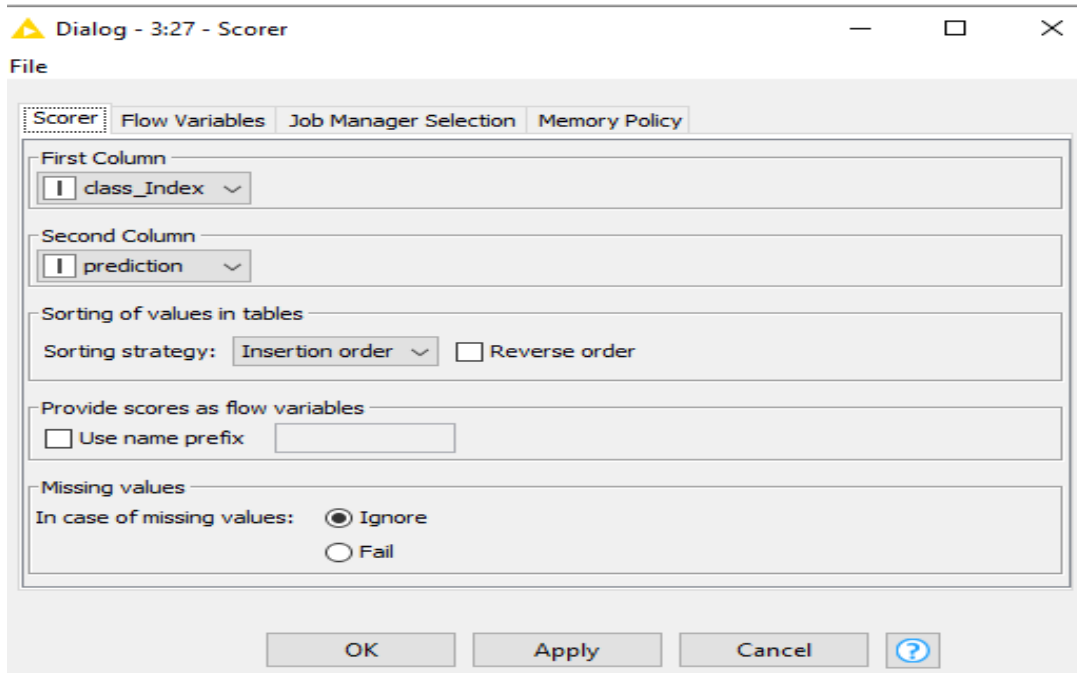 Dialog - 3:27 - Scorer
File
Scorer Flow Variables Job Manager Selection Memory Policy
First Column
I class_Index
Second Column
I prediction
Sorting of values in tables
Sorting strategy: Insertion order Reverse order
Provide scores as flow variables
Use name prefix
Missing values
In case of missing values: Ignore
Fail
OK Apply Cancel ?